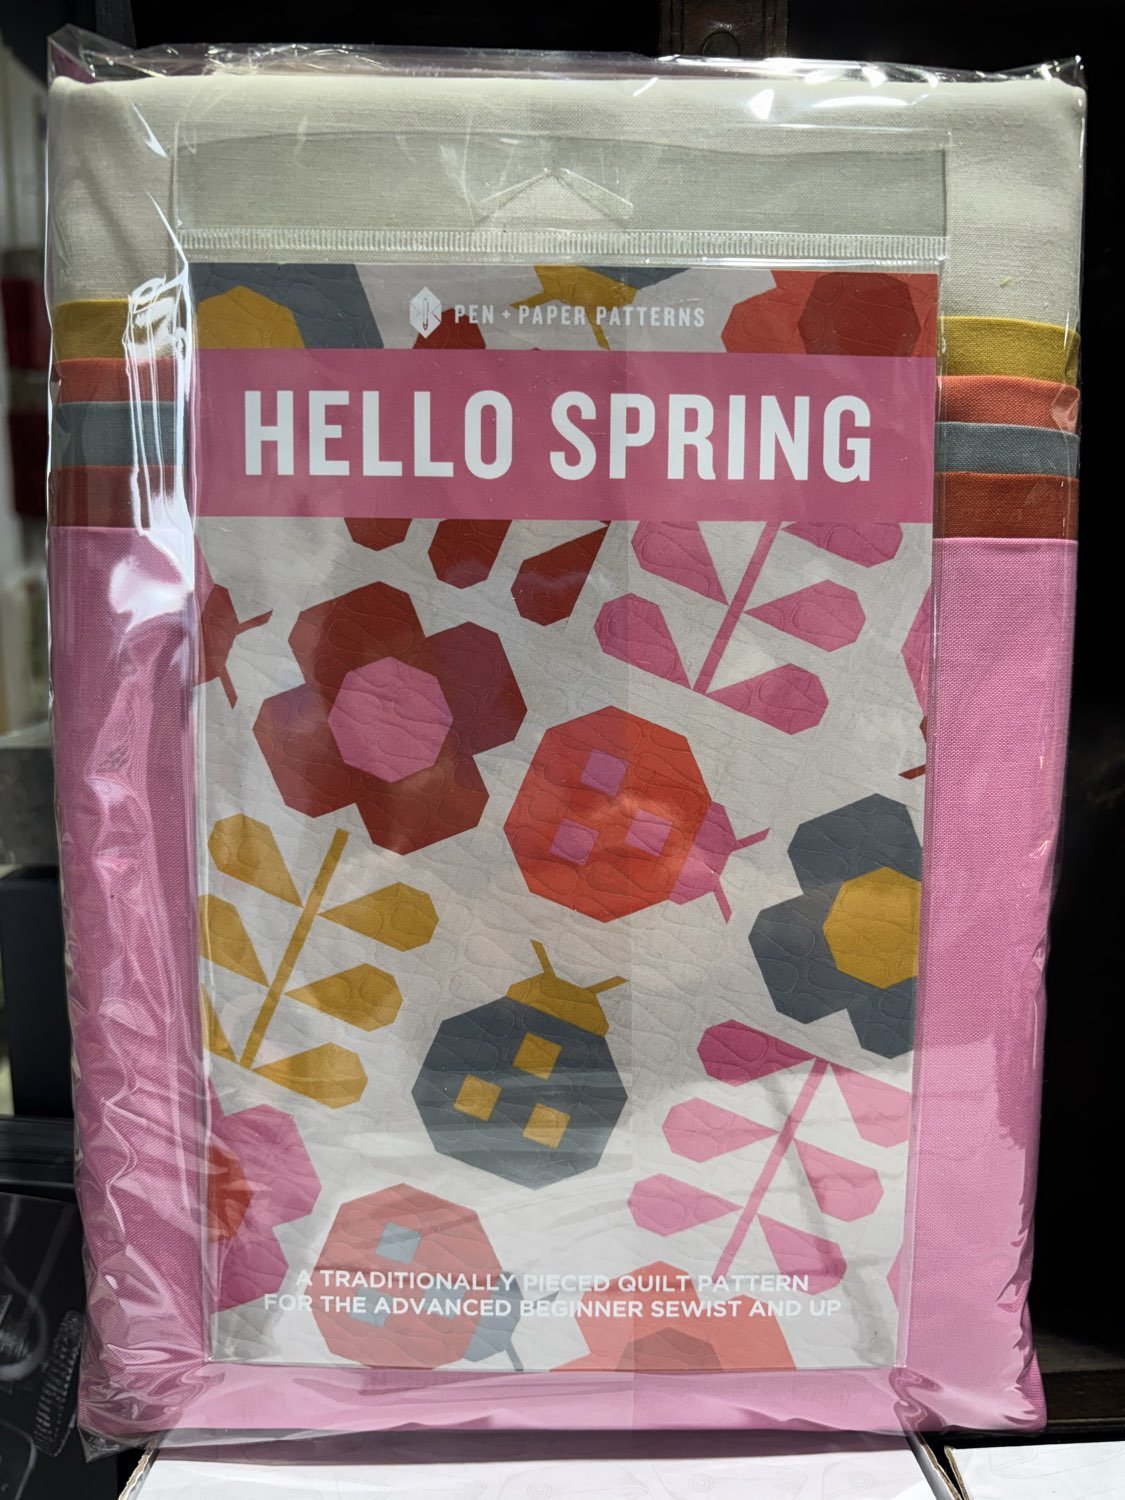 PEN + PAPER PATTERNS
HELLO SPRING
A TRADITIONALLY PIECED QUILT PATTERN
FOR THE ADVANCED BEGINNER SEWIST AND UP